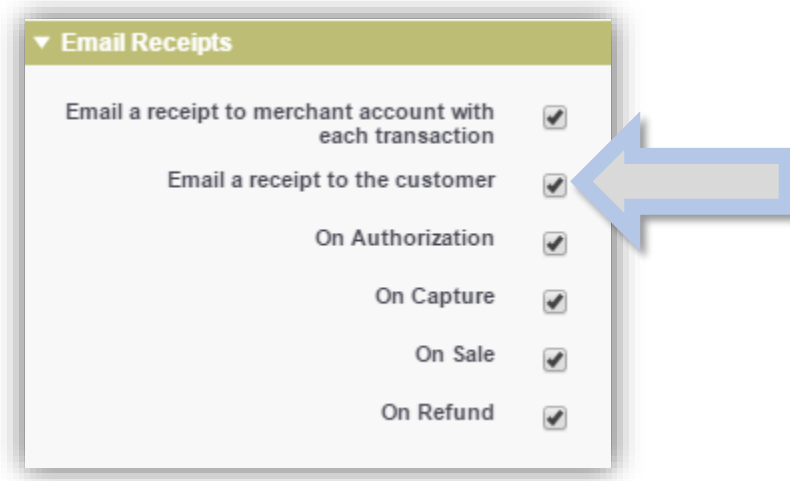 Email Receipts
Email a receipt to merchant account with
each transaction
Email a receipt to the customer
On Authorization
On Capture
On Sale
On Refund